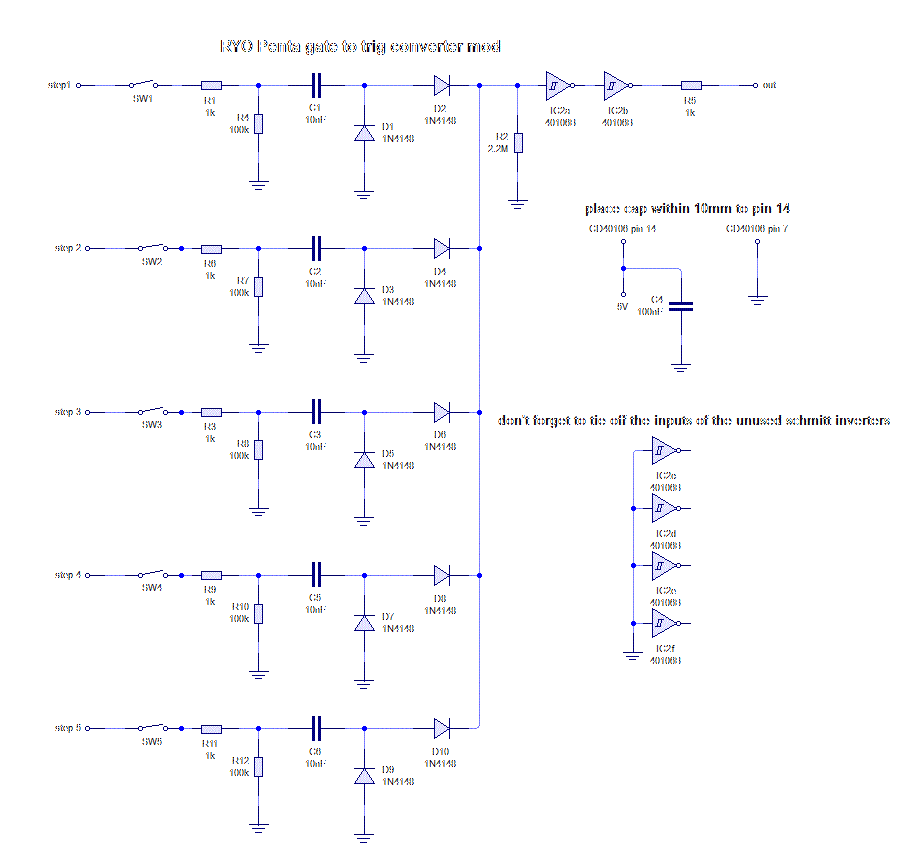 RYO Penta gate to trig converter mod
step1
SW1
R1
1k
R4
100k
C1
10nF
D1
1N4148
D2
1N4148
R2
2.2M
IC2a
40106B
IC2b
40106B
R5
1k
out
place cap within 10mm to pin 14
CD40106 pin 14
CD40106 pin 7
5V
C4
100nF
step 2
SW2
R6
1k
R7
100k
C2
10nF
D3
1N4148
D4
1N4148
step 3
SW3
R3
1k
R8
100k
C3
10nF
D5
1N4148
D6
1N4148
don't forget to tie off the inputs of the unused schmitt inverters
IC2c
40106B
IC2d
40106B
IC2e
40106B
IC2f
40106B
step 4
SW4
R9
1k
R10
100k
C5
10nF
D7
1N4148
D8
1N4148
step 5
SW5
R11
1k
R12
100k
C6
10nF
D9
1N4148
D10
1N4148